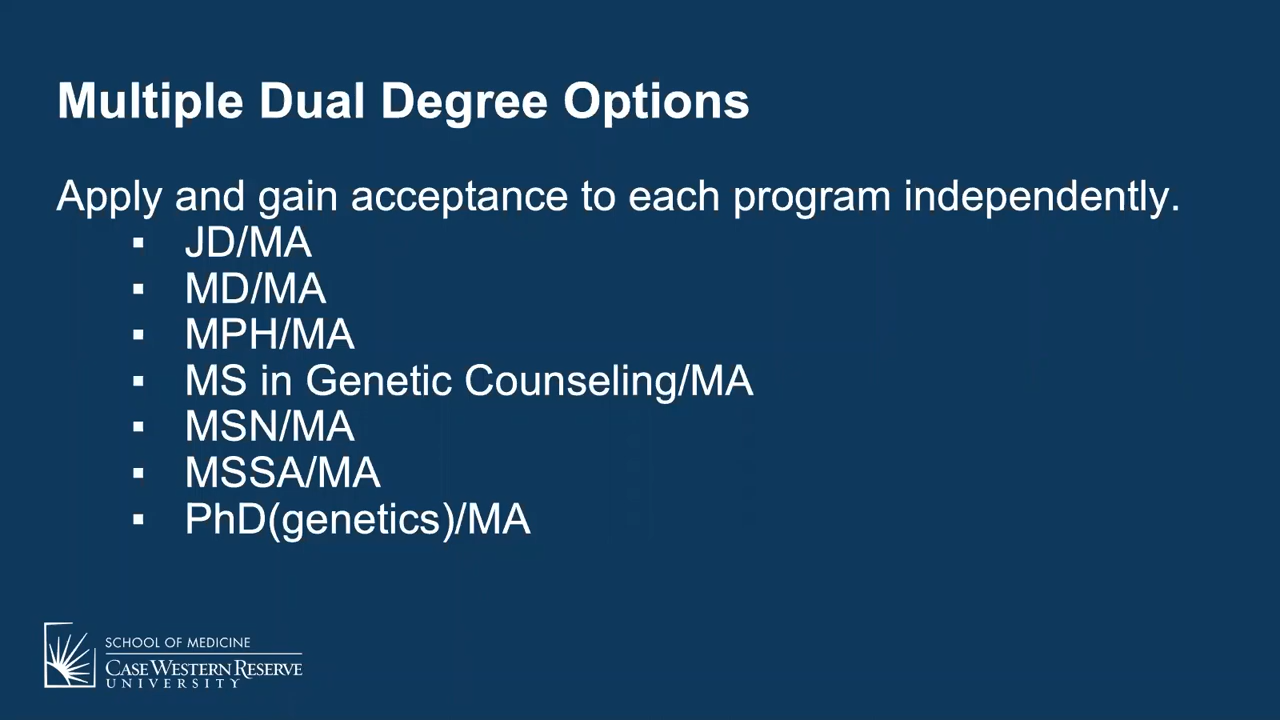 Multiple Dual Degree Options
Apply and gain acceptance to each program independently.
▪ JD/MA
▪ MD/MA
▪ MPH/MA
▪ MS in Genetic Counseling/MA
▪ MSN/MA
▪ MSSA/MA
▪ PhD(genetics)/MA
SCHOOL OF MEDICINE
CASE WESTERN RESERVE
UNIVERSITY